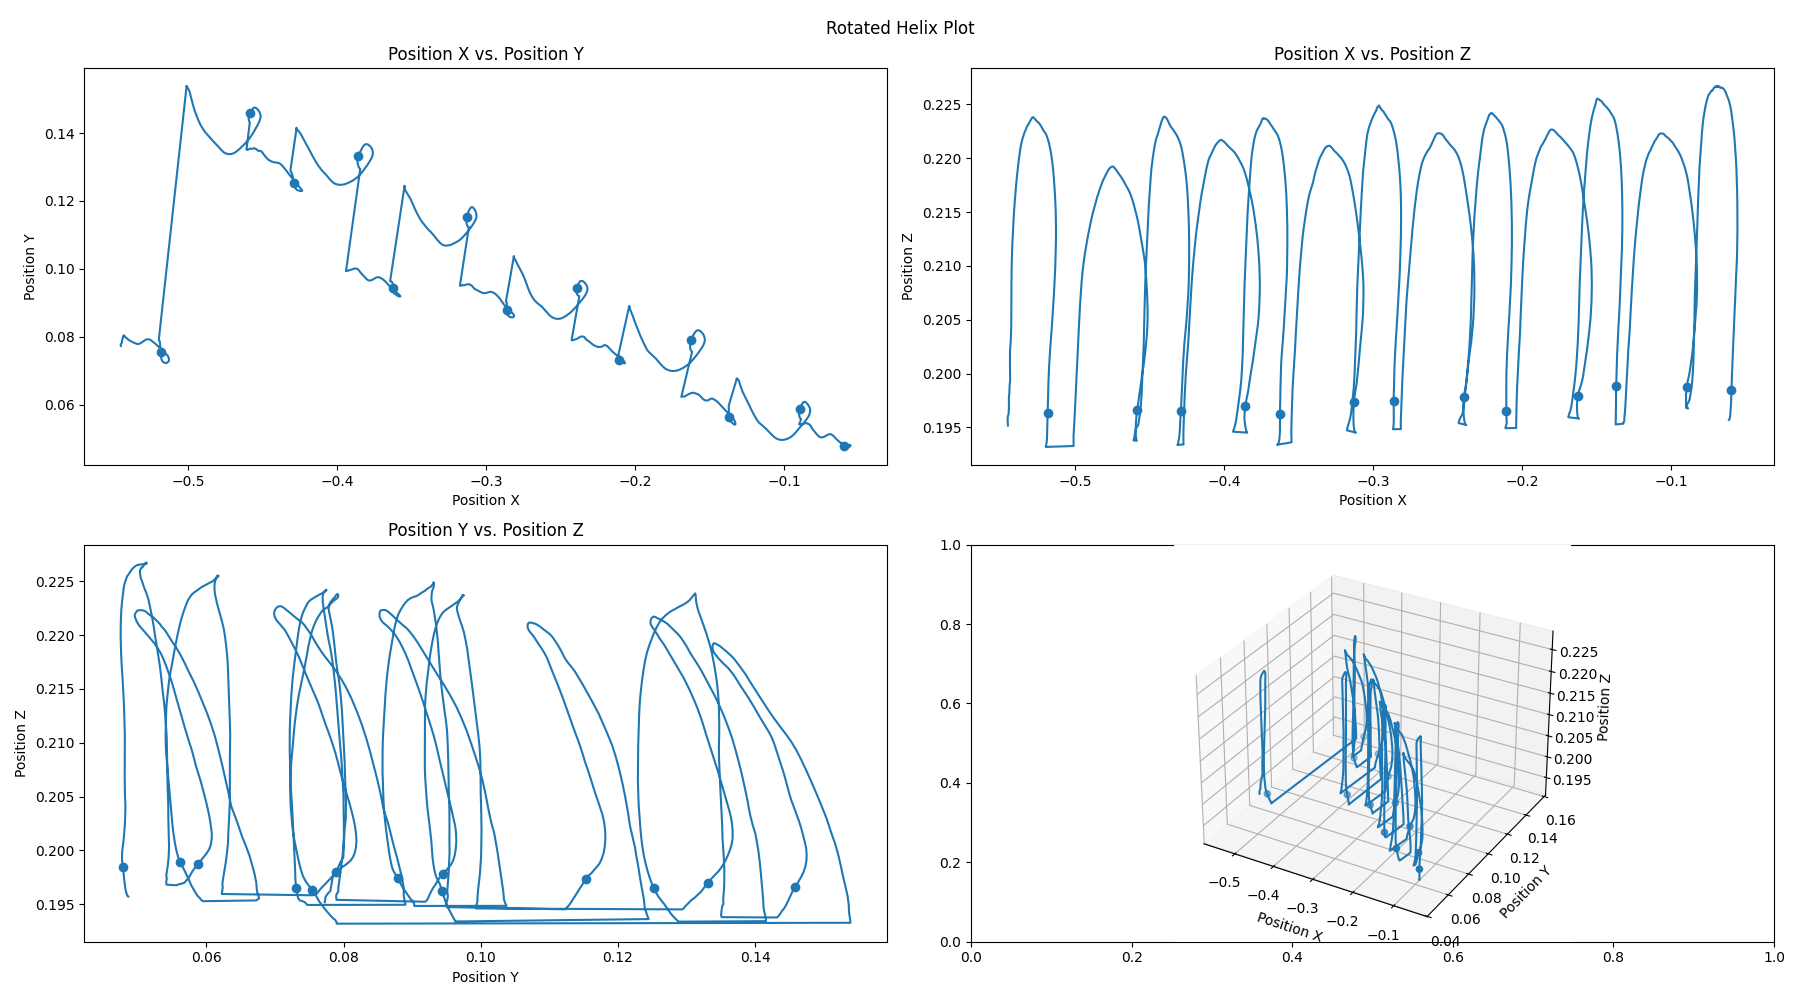 Rotated Helix Plot
Position X vs. Position Y
0.14
0.12
0.10
0.08
0.06
Position Y
−0.5 −0.4 −0.3 −0.2 −0.1
Position X
Position X vs. Position Z
0.225
0.220
0.215
0.210
0.205
0.200
0.195
Position Z
−0.5 −0.4 −0.3 −0.2 −0.1
Position X
Position Y vs. Position Z
0.225
0.220
0.215
0.210
0.205
0.200
0.195
Position Z
0.06 0.08 0.10 0.12 0.14
Position Y
1.0
0.8
0.6
0.4
0.2
0.0
0.0 0.2 0.4 0.6 0.8 1.0
−0.5
−0.4
−0.3
−0.2
−0.1
Position X
0.04
0.06
0.08
0.10
0.12
0.14
0.16
Position Y
0.225
0.220
0.215
0.210
0.205
0.200
0.195
Position Z